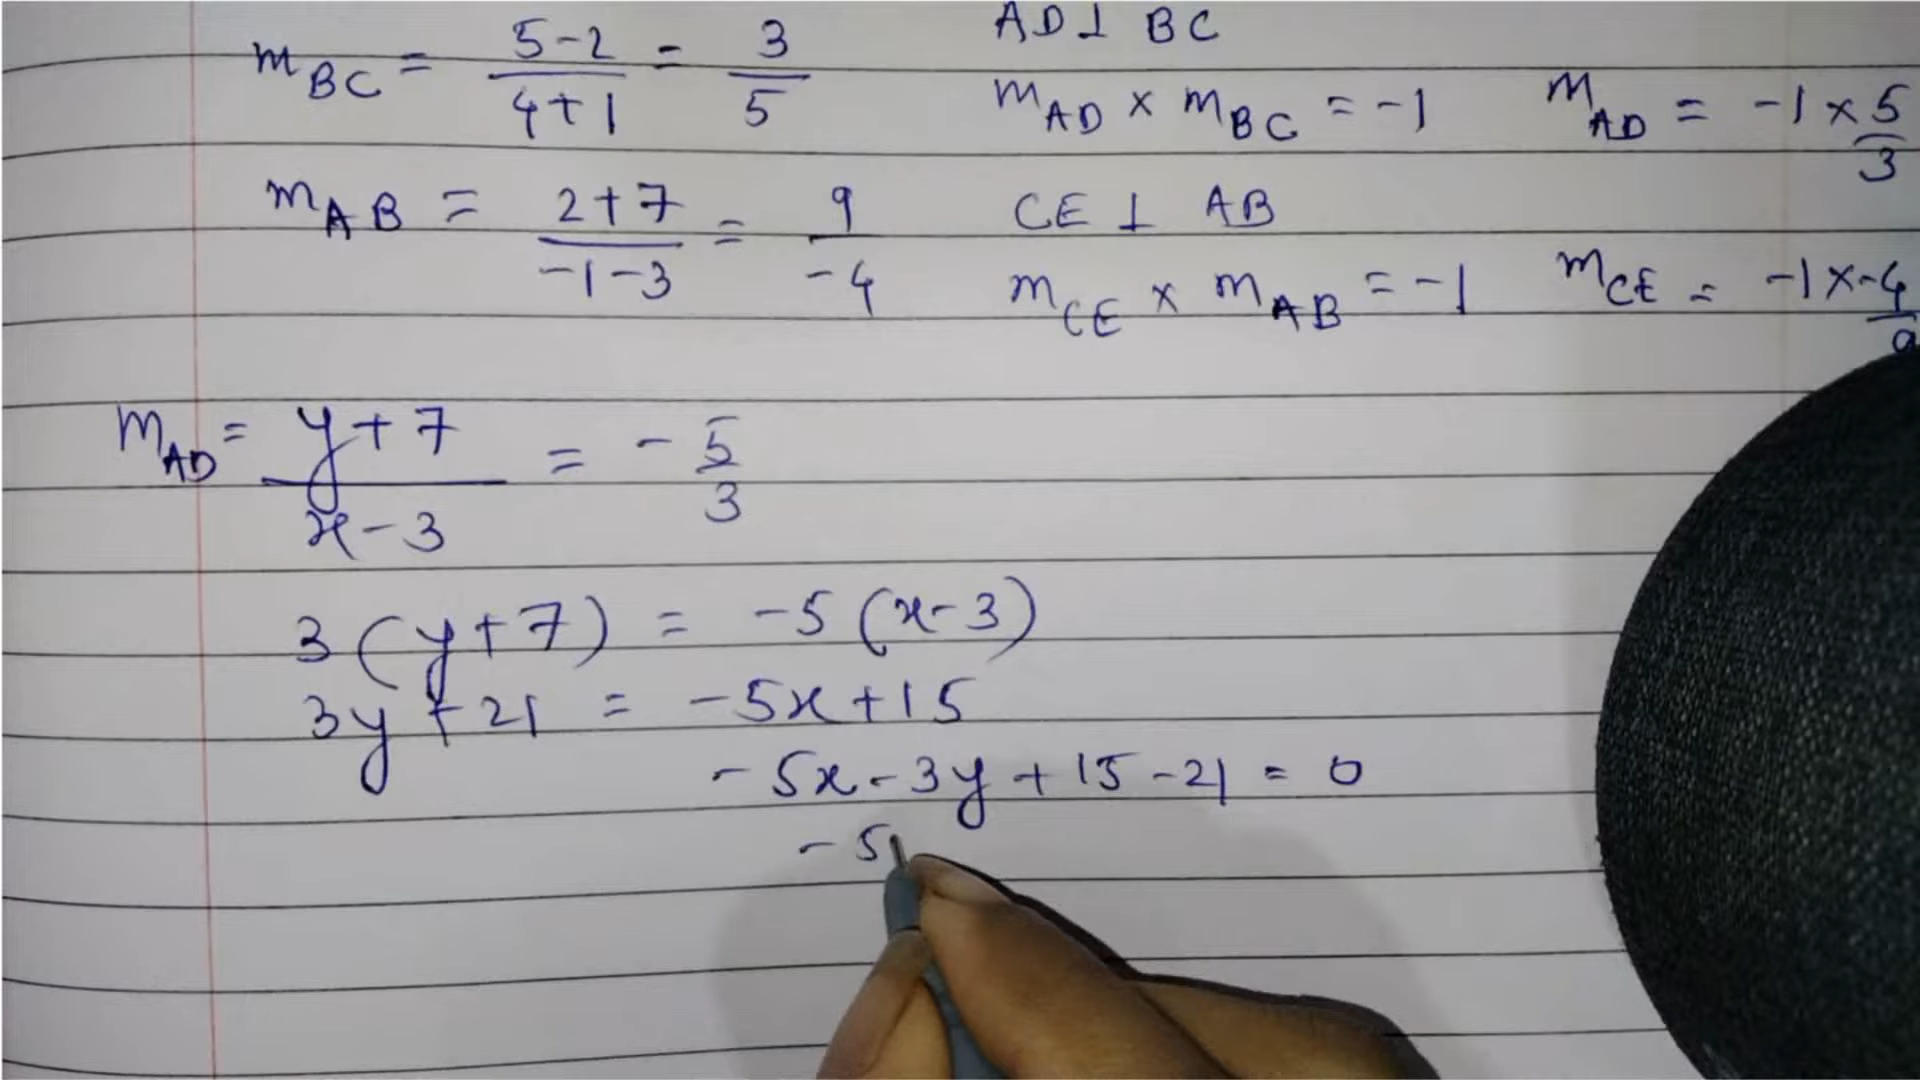 m_BC = (5-2)/(4+1) = 3/5   AD ⊥ BC
m_AD × m_BC = -1   m_AD = -1 × 5/3
m_AB = (2+7)/(-1-3) = 9/-4   CE ⊥ AB
m_CE × m_AB = -1   m_CE = -1 × -4/9
m_AD = (y+7)/(x-3) = -5/3
3(y+7) = -5(x-3)
3y+21 = -5x+15
-5x-3y+15-21 = 0
-5